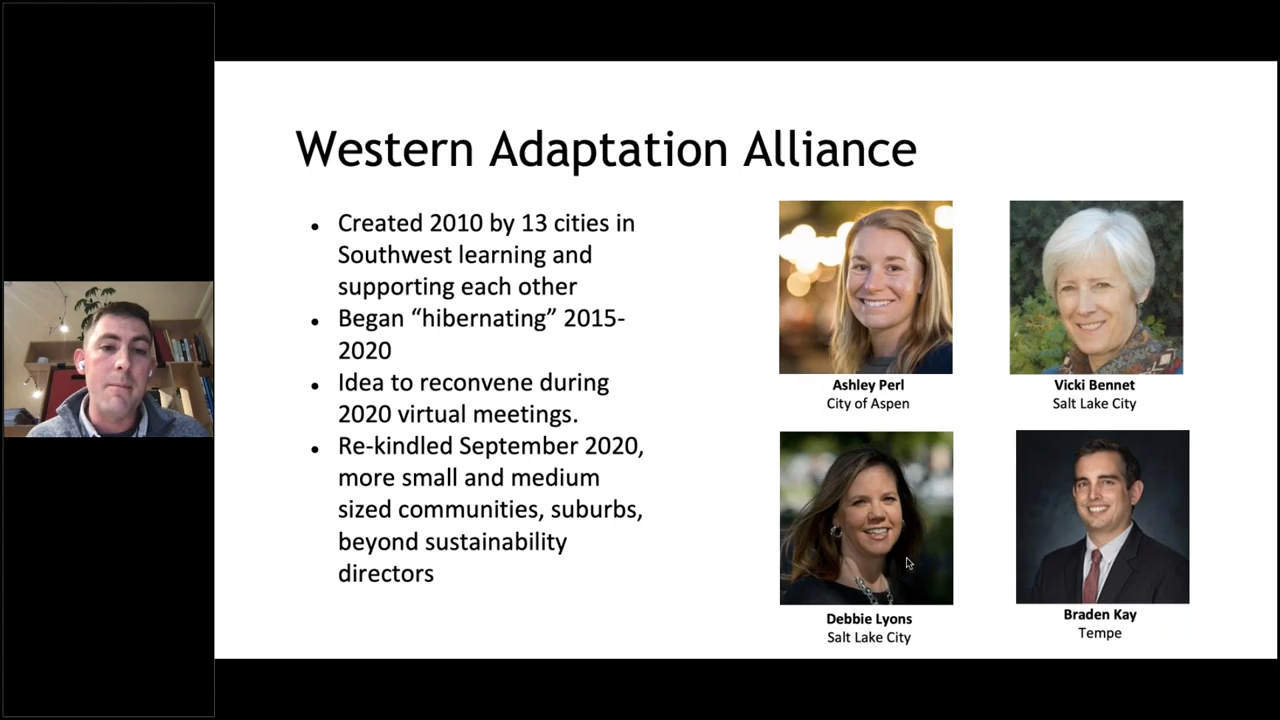 Western Adaptation Alliance
• Created 2010 by 13 cities in
Southwest learning and
supporting each other
• Began “hibernating” 2015-
2020
• Idea to reconvene during
2020 virtual meetings.
• Re-kindled September 2020,
more small and medium
sized communities, suburbs,
beyond sustainability
directors
Ashley Perl
City of Aspen
Vicki Bennet
Salt Lake City
Debbie Lyons
Salt Lake City
Braden Kay
Tempe